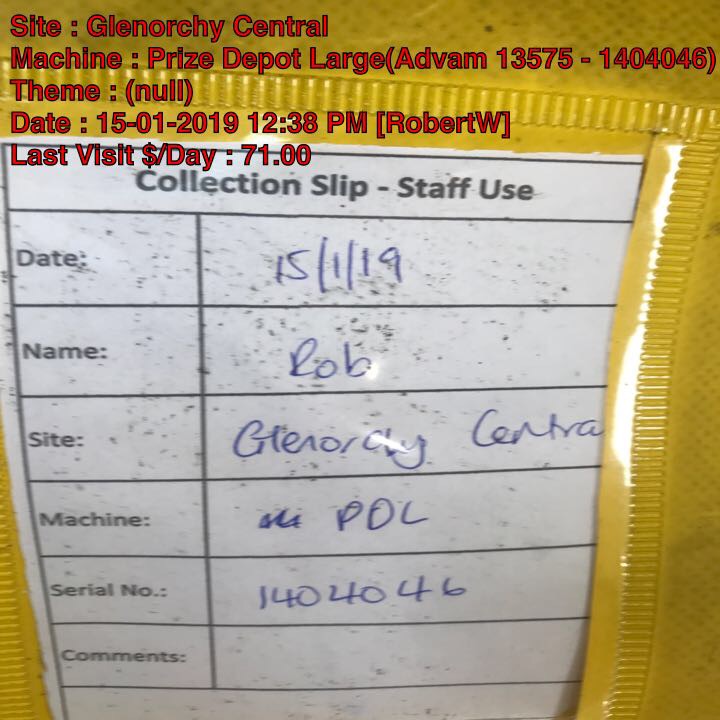 Site : Glenorchy Central
Machine : Prize Depot Large(Advam 13575 - 1404046)
Theme : (null)
Date : 15-01-2019 12:38 PM [RobertW]
Last Visit $/Day : 71.00
Collection Slip - Staff Use
Date: 15/1/19
Name: Rob
Site: Glenorchy Centra
Machine: PDL
Serial No.: 1404046
Comments: